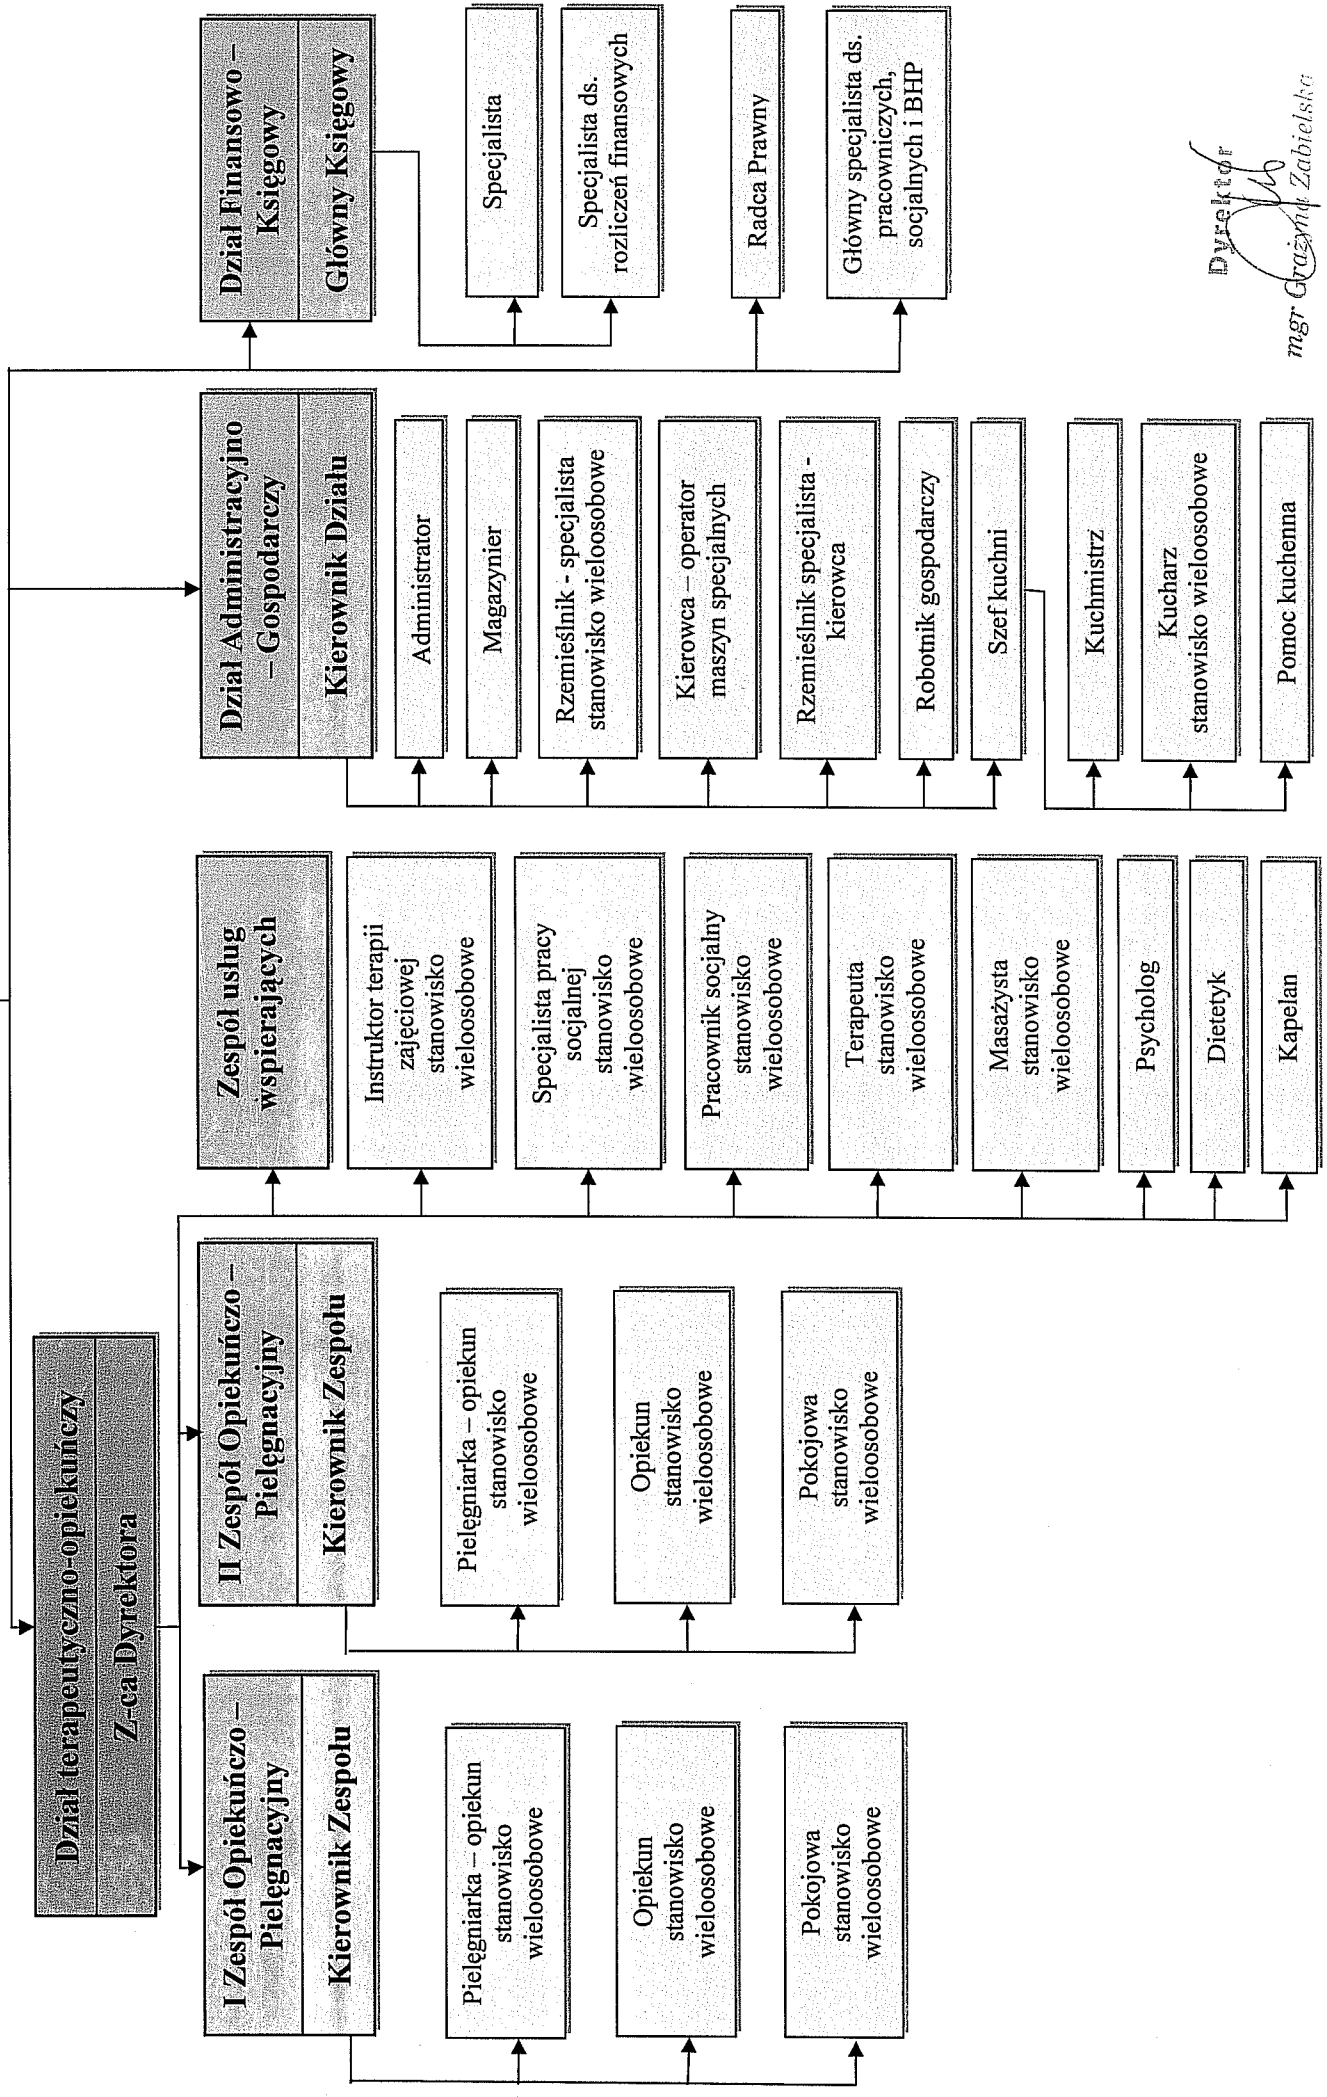 Dział terapeutyczno-opiekuńczy
Z-ca Dyrektora
I Zespół Opiekuńczo –
Pielęgnacyjny
Kierownik Zespołu
Pielęgniarka – opiekun
stanowisko
wieloosobowe
Opiekun
stanowisko
wieloosobowe
Pokojowa
stanowisko
wieloosobowe
II Zespół Opiekuńczo –
Pielęgnacyjny
Kierownik Zespołu
Pielęgniarka – opiekun
stanowisko
wieloosobowe
Opiekun
stanowisko
wieloosobowe
Pokojowa
stanowisko
wieloosobowe
Zespół usług
wspierających
Instruktor terapii
zajęciowej
stanowisko
wieloosobowe
Specjalista pracy
socjalnej
stanowisko
wieloosobowe
Pracownik socjalny
stanowisko
wieloosobowe
Terapeuta
stanowisko
wieloosobowe
Masażysta
stanowisko
wieloosobowe
Psycholog
Dietetyk
Kapelan
Dział Administracyjno
– Gospodarczy
Kierownik Działu
Administrator
Magazynier
Rzemieślnik - specjalista
stanowisko wieloosobowe
Kierowca – operator
maszyn specjalnych
Rzemieślnik specjalista -
kierowca
Robotnik gospodarczy
Szef kuchni
Kuchmistrz
Kucharz
stanowisko wieloosobowe
Pomoc kuchenna
Dział Finansowo –
Księgowy
Główny Księgowy
Specjalista
Specjalista ds.
rozliczeń finansowych
Radca Prawny
Główny specjalista ds.
pracowniczych,
socjalnych i BHP
Dyrektor
mgr Grażyna Zabielska